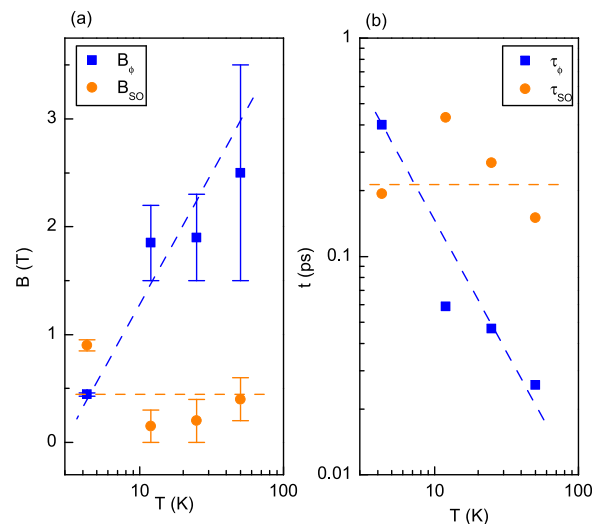 (a)
B_ϕ
B_SO
3
2
1
0
B (T)
10
100
T (K)
(b)
τ_ϕ
τ_SO
1
0.1
0.01
t (ps)
10
100
T (K)